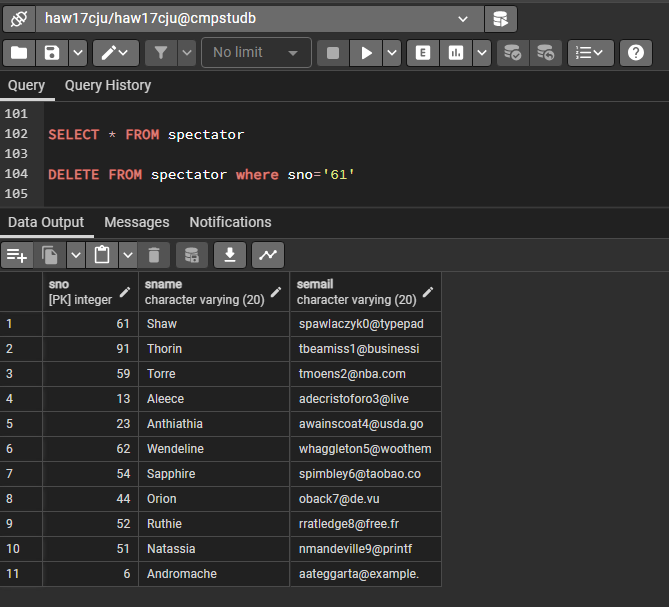 haw17cju/haw17cju@cmpstudb
No limit
E
Query Query History
101
102 SELECT * FROM spectator
103
104 DELETE FROM spectator where sno='61'
105
Data Output Messages Notifications
sno sname semail
[PK] integer character varying (20) character varying (20)
1 61 Shaw spawlaczyk0@typepad
2 91 Thorin tbeamiss1@businessi
3 59 Torre tmoens2@nba.com
4 13 Aleece adecristoforo3@live
5 23 Anthiathia awainscoat4@usda.go
6 62 Wendeline whaggleton5@woothem
7 54 Sapphire spimbley6@taobao.co
8 44 Orion oback7@de.vu
9 52 Ruthie rratledge8@free.fr
10 51 Natassia nmandeville9@printf
11 6 Andromache aateggarta@example.